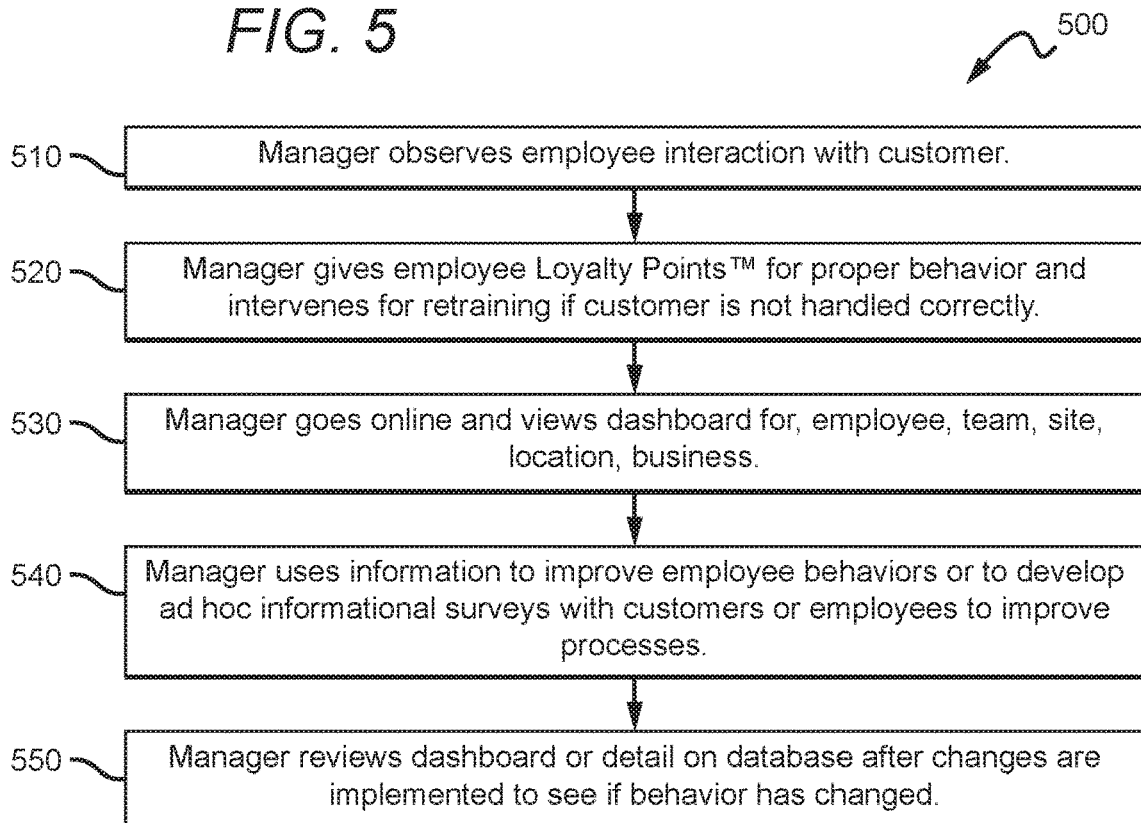 FIG. 5
500
510
Manager observes employee interaction with customer.
520
Manager gives employee Loyalty Points™ for proper behavior and
intervenes for retraining if customer is not handled correctly.
530
Manager goes online and views dashboard for, employee, team, site,
location, business.
540
Manager uses information to improve employee behaviors or to develop
ad hoc informational surveys with customers or employees to improve
processes.
550
Manager reviews dashboard or detail on database after changes are
implemented to see if behavior has changed.